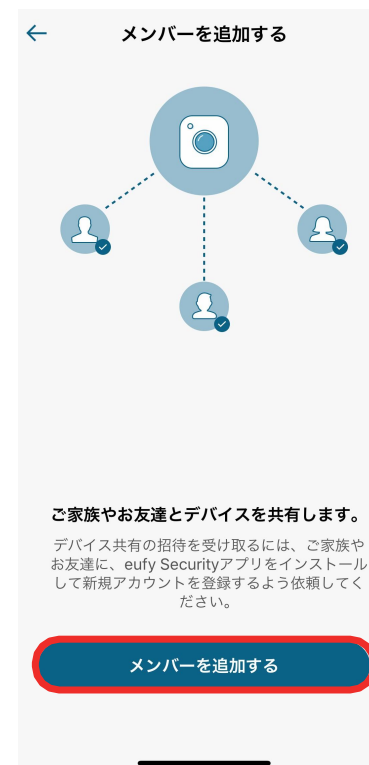 メンバーを追加する
ご家族やお友達とデバイスを共有します。
デバイス共有の招待を受け取るには、ご家族や
お友達に、eufy Securityアプリをインストール
して新規アカウントを登録するよう依頼してく
ださい。
メンバーを追加する